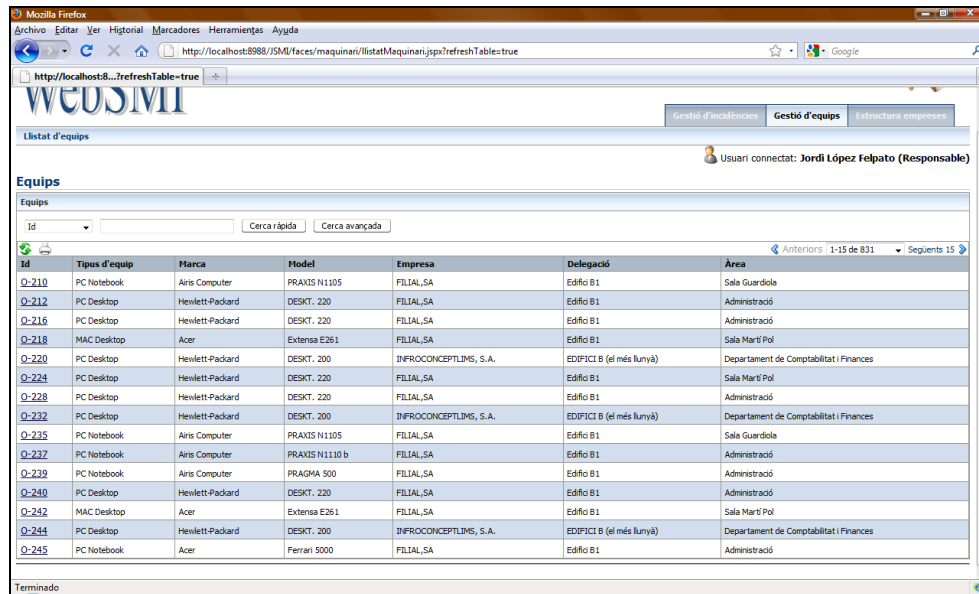 Mozilla Firefox
Archivo Editar Ver Historial Marcadores Herramientas Ayuda
http://localhost:8988/JSMI/faces/maquinari/llistatMaquinari.jspx?refreshTable=true
Google
http://localhost:8...?refreshTable=true
WebSMI
Gestió d'incidències Gestió d'equips Estructura empreses
Llistat d'equips
Usuari connectat: Jordi López Felpato (Responsable)
Equips
Equips
Id Cerca ràpida Cerca avançada
Anteriors 1-15 de 831 Següents 15
Id Tipus d'equip Marca Model Empresa Delegació Àrea
O-210 PC Notebook Airis Computer PRAXIS N1105 FILIAL,SA Edifici B1 Sala Guardiola
O-212 PC Desktop Hewlett-Packard DESKT. 220 FILIAL,SA Edifici B1 Administració
O-216 PC Desktop Hewlett-Packard DESKT. 220 FILIAL,SA Edifici B1 Administració
O-218 MAC Desktop Acer Extensa E261 FILIAL,SA Edifici B1 Sala Martí Pol
O-220 PC Desktop Hewlett-Packard DESKT. 200 INFROCONCEPTLIMS, S.A. EDIFICI B (el més llunyà) Departament de Comptabilitat i Finances
O-224 PC Desktop Hewlett-Packard DESKT. 220 FILIAL,SA Edifici B1 Sala Martí Pol
O-228 PC Desktop Hewlett-Packard DESKT. 220 FILIAL,SA Edifici B1 Administració
O-232 PC Desktop Hewlett-Packard DESKT. 200 INFROCONCEPTLIMS, S.A. EDIFICI B (el més llunyà) Departament de Comptabilitat i Finances
O-235 PC Notebook Airis Computer PRAXIS N1105 FILIAL,SA Edifici B1 Sala Guardiola
O-237 PC Notebook Airis Computer PRAXIS N1110 b FILIAL,SA Edifici B1 Administració
O-239 PC Notebook Airis Computer PRAGMA 500 FILIAL,SA Edifici B1 Administració
O-240 PC Desktop Hewlett-Packard DESKT. 220 FILIAL,SA Edifici B1 Administració
O-242 MAC Desktop Acer Extensa E261 FILIAL,SA Edifici B1 Sala Martí Pol
O-244 PC Desktop Hewlett-Packard DESKT. 200 INFROCONCEPTLIMS, S.A. EDIFICI B (el més llunyà) Departament de Comptabilitat i Finances
O-245 PC Notebook Acer Ferrari 5000 FILIAL,SA Edifici B1 Administració
Terminado